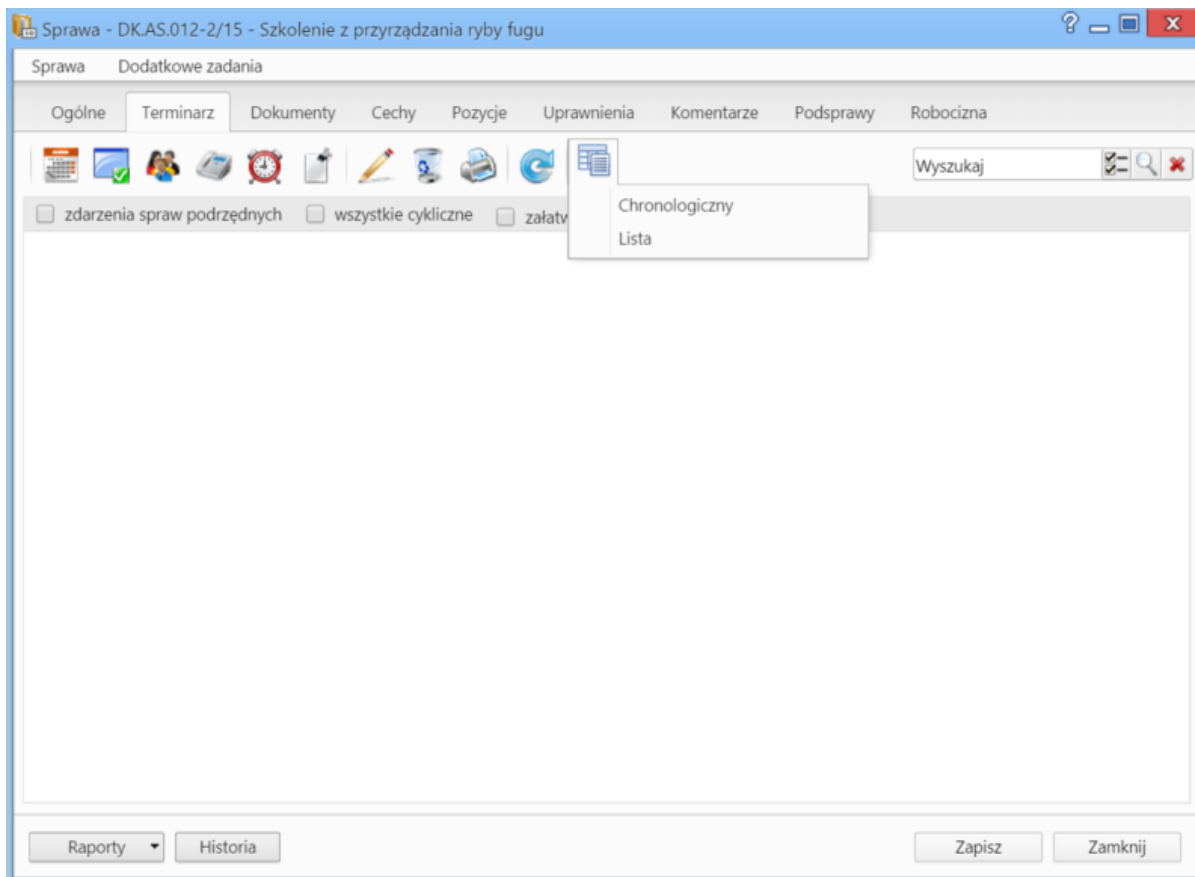 Sprawa - DK.AS.012-2/15 - Szkolenie z przyrządzania ryby fugu
Sprawa Dodatkowe zadania
Ogólne Terminarz Dokumenty Cechy Pozycje Uprawnienia Komentarze Podsprawy Robocizna
Wyszukaj
Chronologiczny
Lista
zdarzenia spraw podrzędnych wszystkie cykliczne
Raporty Historia Zapisz Zamknij